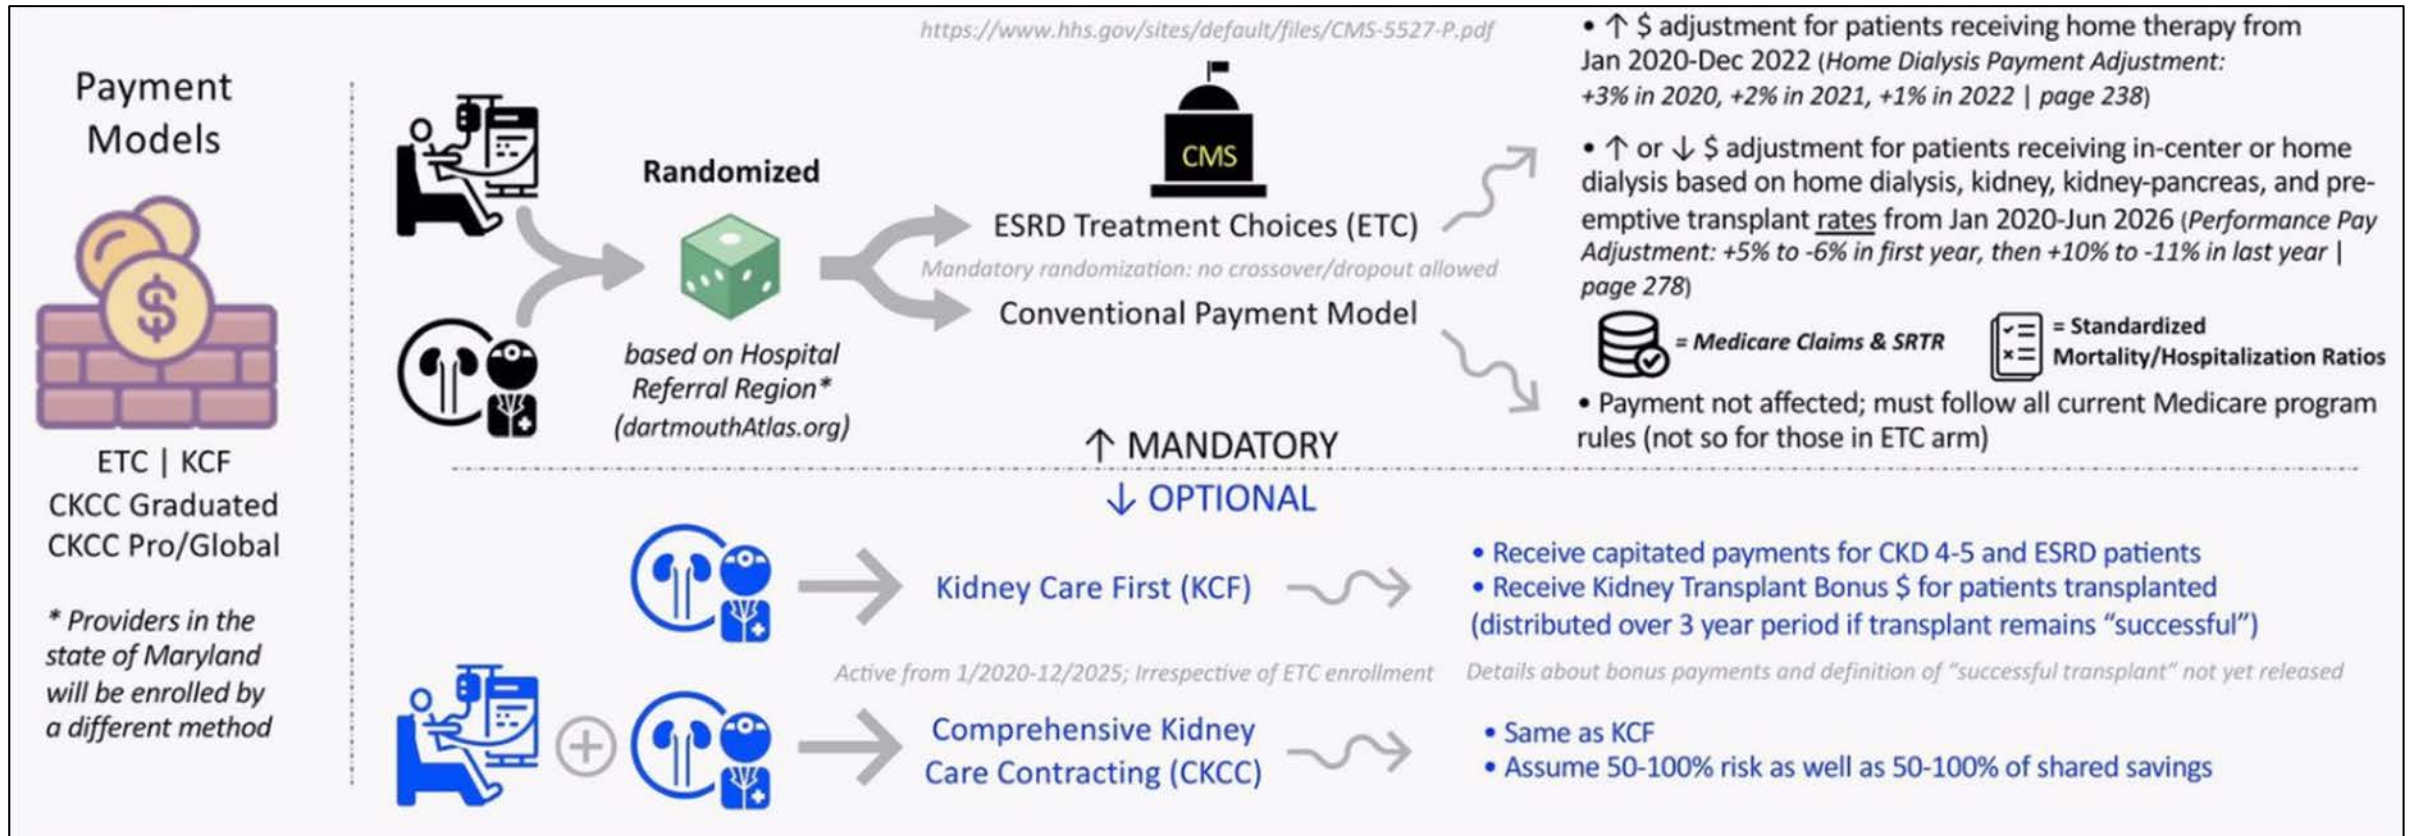 Payment
Models
$
ETC | KCF
CKCC Graduated
CKCC Pro/Global
* Providers in the
state of Maryland
will be enrolled by
a different method
https://www.hhs.gov/sites/default/files/CMS-5527-P.pdf
Randomized
based on Hospital
Referral Region*
(dartmouthAtlas.org)
CMS
ESRD Treatment Choices (ETC)
Mandatory randomization: no crossover/dropout allowed
Conventional Payment Model
• ↑ $ adjustment for patients receiving home therapy from
Jan 2020-Dec 2022 (Home Dialysis Payment Adjustment:
+3% in 2020, +2% in 2021, +1% in 2022 | page 238)
• ↑ or ↓ $ adjustment for patients receiving in-center or home
dialysis based on home dialysis, kidney, kidney-pancreas, and pre-
emptive transplant rates from Jan 2020-Jun 2026 (Performance Pay
Adjustment: +5% to -6% in first year, then +10% to -11% in last year |
page 278)
= Medicare Claims & SRTR
= Standardized
Mortality/Hospitalization Ratios
• Payment not affected; must follow all current Medicare program
rules (not so for those in ETC arm)
↑ MANDATORY
↓ OPTIONAL
Kidney Care First (KCF)
• Receive capitated payments for CKD 4-5 and ESRD patients
• Receive Kidney Transplant Bonus $ for patients transplanted
(distributed over 3 year period if transplant remains “successful”)
Active from 1/2020-12/2025; Irrespective of ETC enrollment
Details about bonus payments and definition of “successful transplant” not yet released
Comprehensive Kidney
Care Contracting (CKCC)
• Same as KCF
• Assume 50-100% risk as well as 50-100% of shared savings